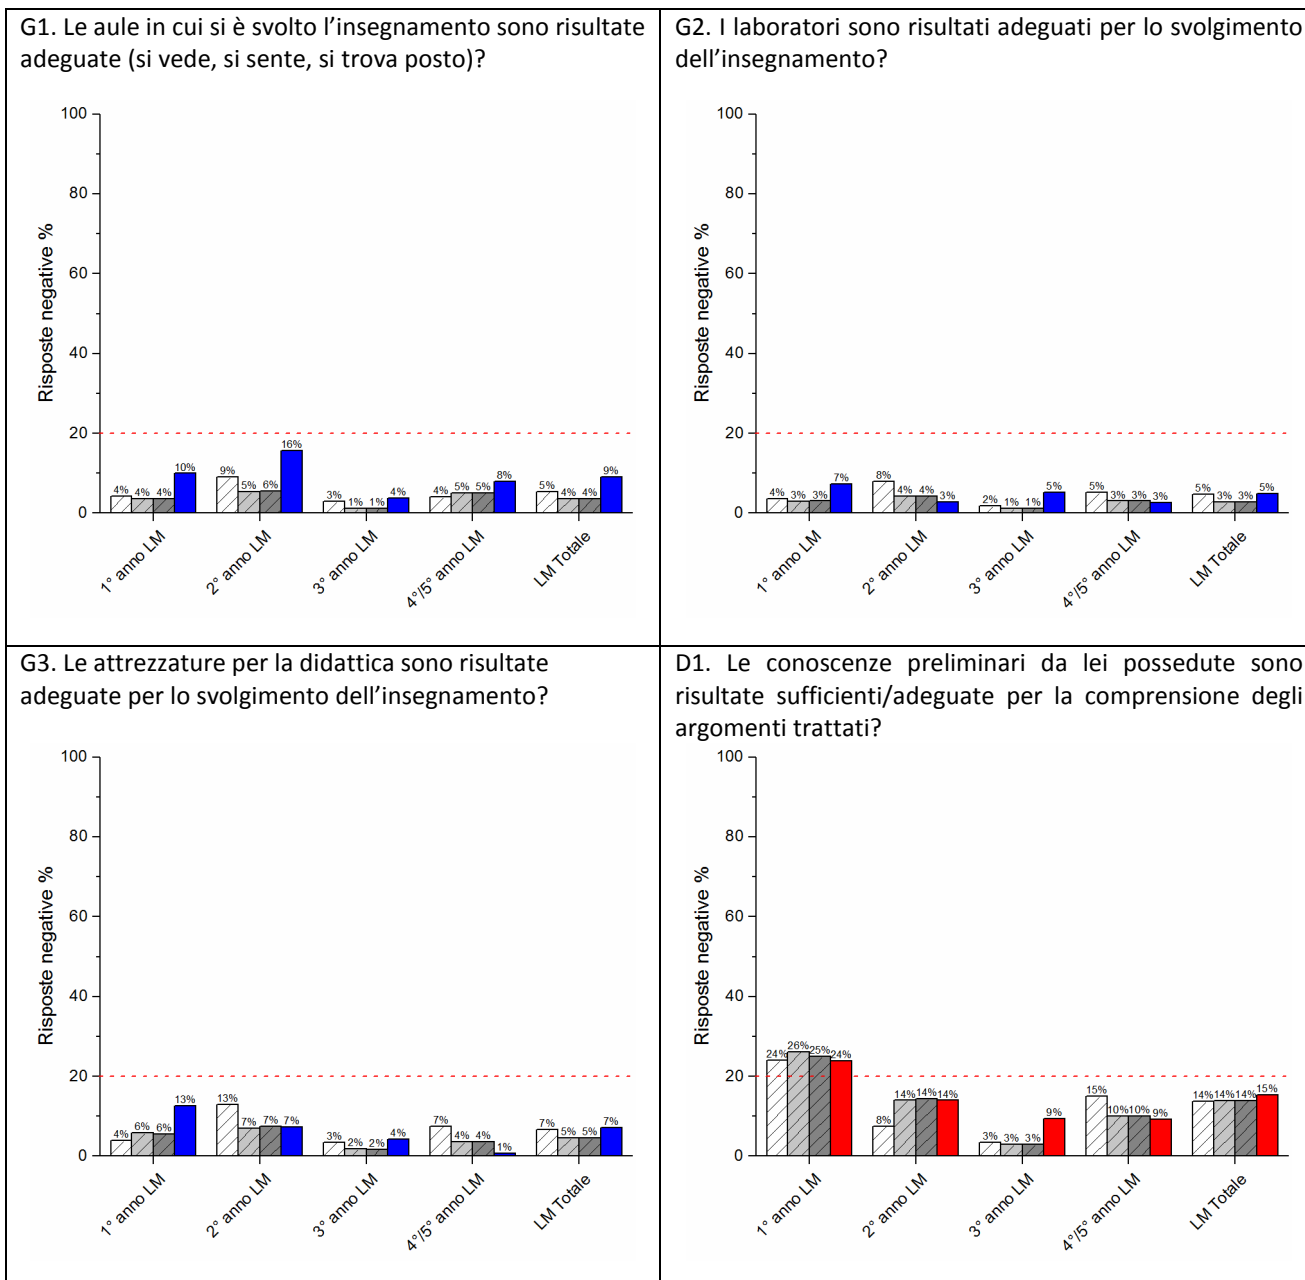 G1. Le aule in cui si è svolto l'insegnamento sono risultate
adeguate (si vede, si sente, si trova posto)?
Risposte negative %
100
80
60
40
20
0
4% 4% 4% 10%
9% 5% 6% 16%
3% 1% 1% 4%
4% 5% 5% 8%
5% 4% 4% 9%
1° anno LM
2° anno LM
3° anno LM
4°/5° anno LM
LM Totale
G2. I laboratori sono risultati adeguati per lo svolgimento
dell'insegnamento?
Risposte negative %
100
80
60
40
20
0
4% 3% 3% 7%
8% 4% 4% 3%
2% 1% 1% 5%
5% 3% 3% 3%
5% 3% 3% 5%
1° anno LM
2° anno LM
3° anno LM
4°/5° anno LM
LM Totale
G3. Le attrezzature per la didattica sono risultate
adeguate per lo svolgimento dell'insegnamento?
Risposte negative %
100
80
60
40
20
0
4% 6% 6% 13%
13% 7% 7% 7%
3% 2% 2% 4%
7% 4% 4% 1%
7% 5% 5% 7%
1° anno LM
2° anno LM
3° anno LM
4°/5° anno LM
LM Totale
D1. Le conoscenze preliminari da lei possedute sono
risultate sufficienti/adeguate per la comprensione degli
argomenti trattati?
Risposte negative %
100
80
60
40
20
0
24% 26% 25% 24%
8% 14% 14% 14%
3% 3% 3% 9%
15% 10% 10% 9%
14% 14% 14% 15%
1° anno LM
2° anno LM
3° anno LM
4°/5° anno LM
LM Totale